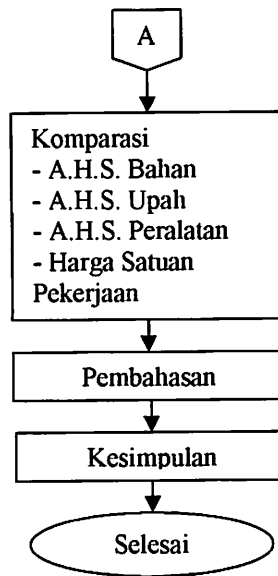 A
Komparasi
- A.H.S. Bahan
- A.H.S. Upah
- A.H.S. Peralatan
- Harga Satuan
Pekerjaan
Pembahasan
Kesimpulan
Selesai